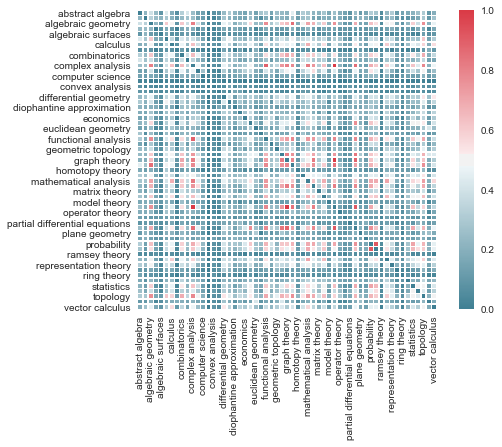 abstract algebra
algebraic geometry
algebraic surfaces
calculus
combinatorics
complex analysis
computer science
convex analysis
differential geometry
diophantine approximation
economics
euclidean geometry
functional analysis
geometric topology
graph theory
homotopy theory
mathematical analysis
matrix theory
model theory
operator theory
partial differential equations
plane geometry
probability
ramsey theory
representation theory
ring theory
statistics
topology
vector calculus
abstract algebra
algebraic geometry
algebraic surfaces
calculus
combinatorics
complex analysis
computer science
convex analysis
differential geometry
diophantine approximation
economics
euclidean geometry
functional analysis
geometric topology
graph theory
homotopy theory
mathematical analysis
matrix theory
model theory
operator theory
partial differential equations
plane geometry
probability
ramsey theory
representation theory
ring theory
statistics
topology
vector calculus
1.0
0.8
0.6
0.4
0.2
0.0